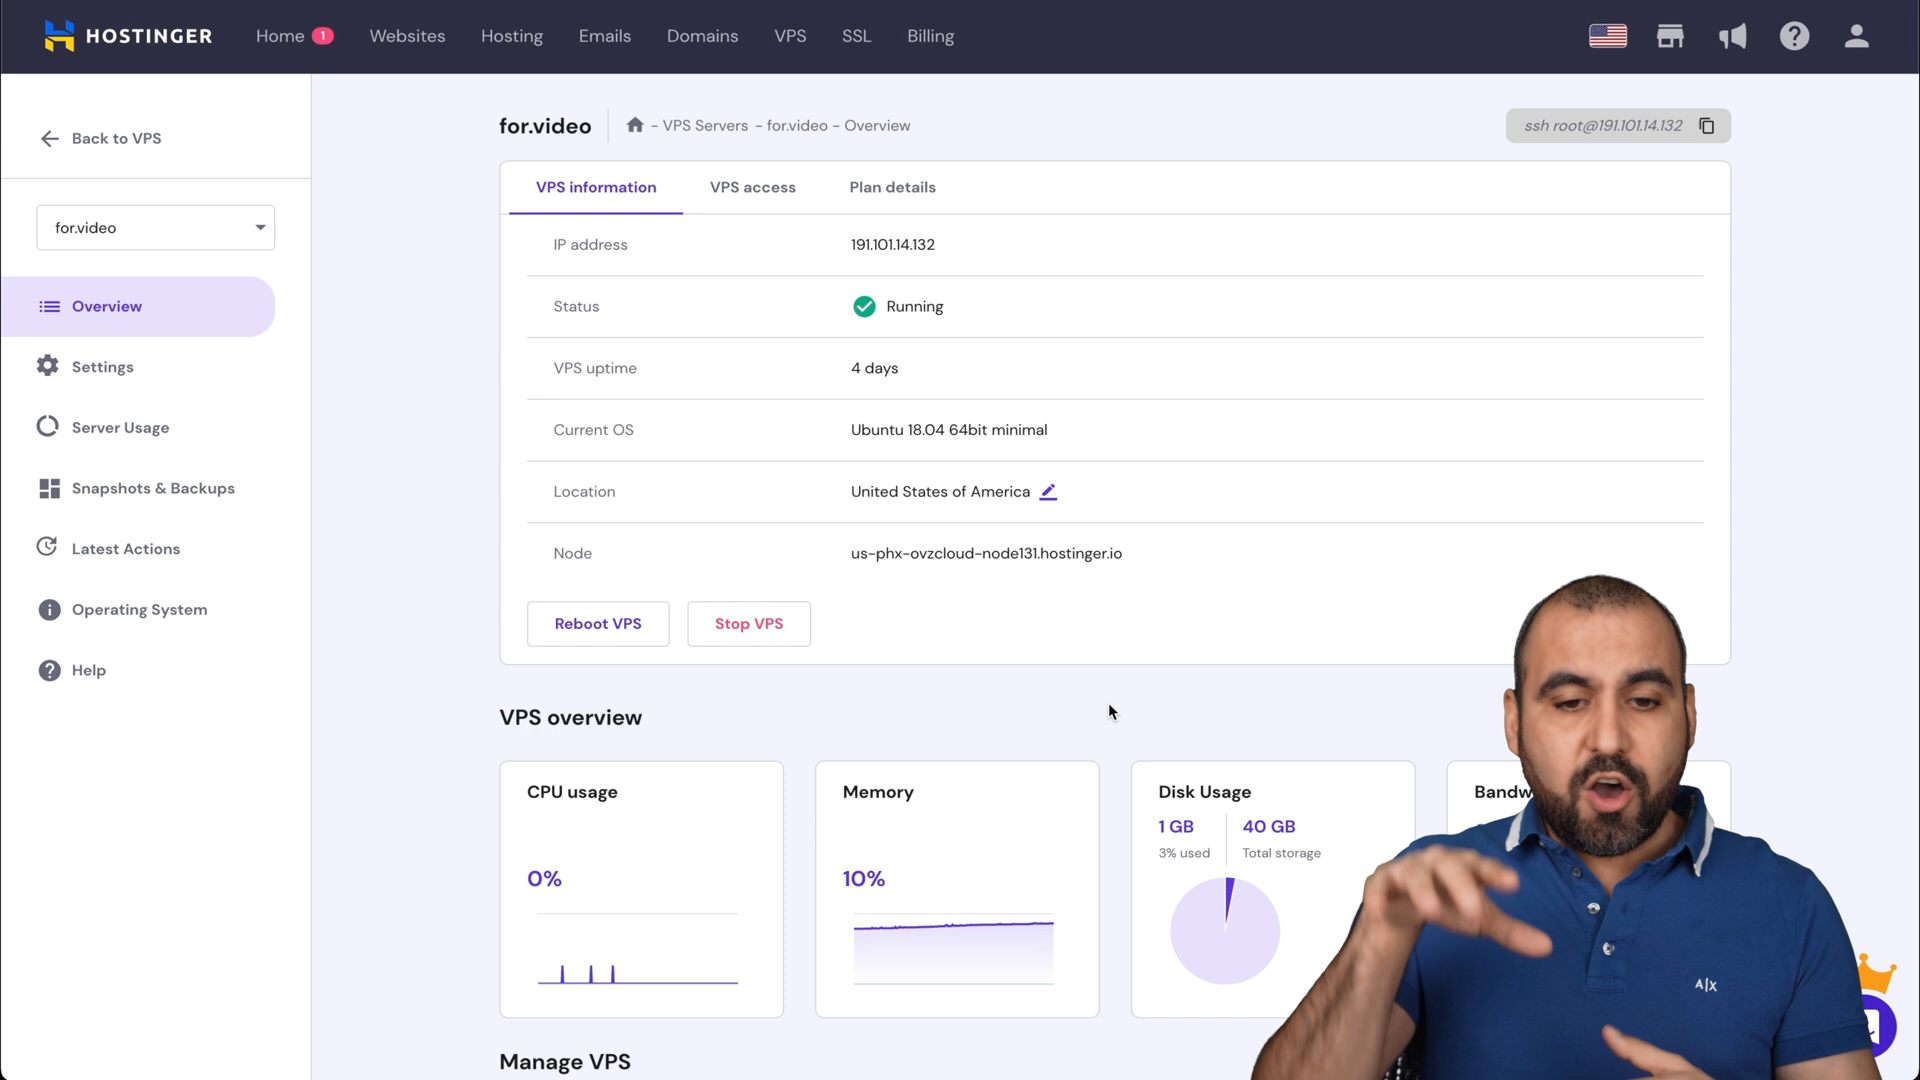 HOSTINGER
Home 1 Websites Hosting Emails Domains VPS SSL Billing
Back to VPS
for.video
Overview
Settings
Server Usage
Snapshots & Backups
Latest Actions
Operating System
Help
for.video - VPS Servers - for.video - Overview
ssh root@191.101.14.132
VPS information VPS access Plan details
IP address 191.101.14.132
Status Running
VPS uptime 4 days
Current OS Ubuntu 18.04 64bit minimal
Location United States of America
Node us-phx-ovzcloud-node131.hostinger.io
Reboot VPS Stop VPS
VPS overview
CPU usage
0%
Memory
10%
Disk Usage
1 GB 40 GB
3% used Total storage
A|X
Manage VPS